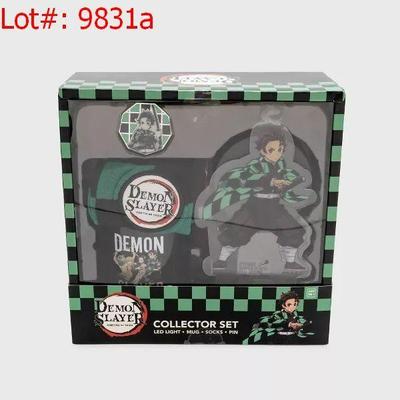 Lot#: 9831a
DEMON
SLAYER
DEMON
DEMON
SLAYER
COLLECTOR SET
LED LIGHT • MUG • SOCKS • PIN